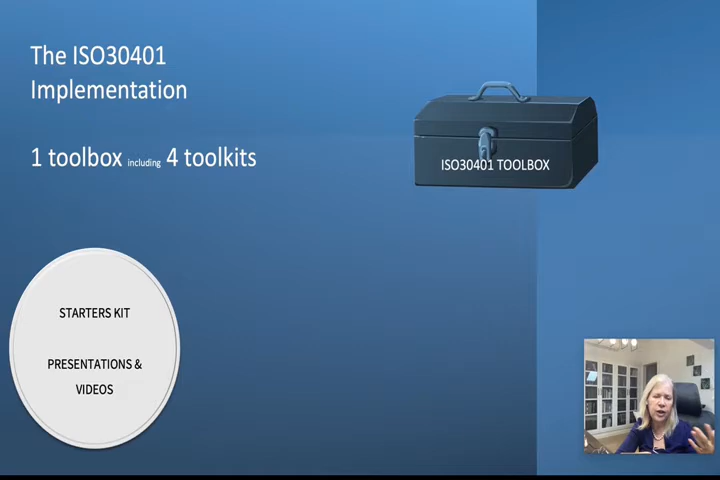 The ISO30401
Implementation
1 toolbox including 4 toolkits
ISO30401 TOOLBOX
STARTERS KIT
PRESENTATIONS &
VIDEOS